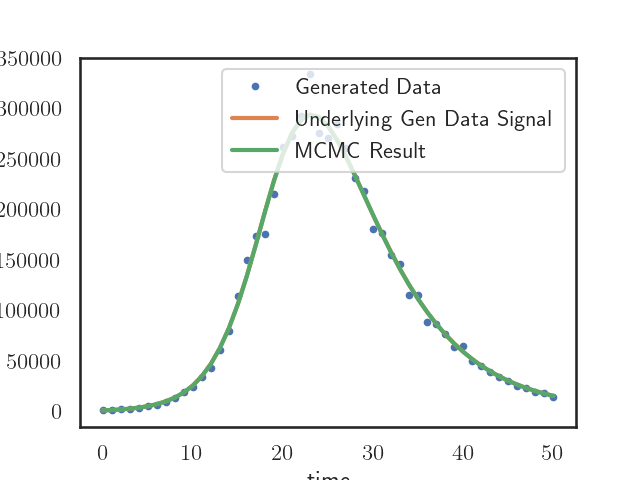 350000
300000
250000
200000
150000
100000
50000
0
Generated Data
Underlying Gen Data Signal
MCMC Result
0 10 20 30 40 50
time